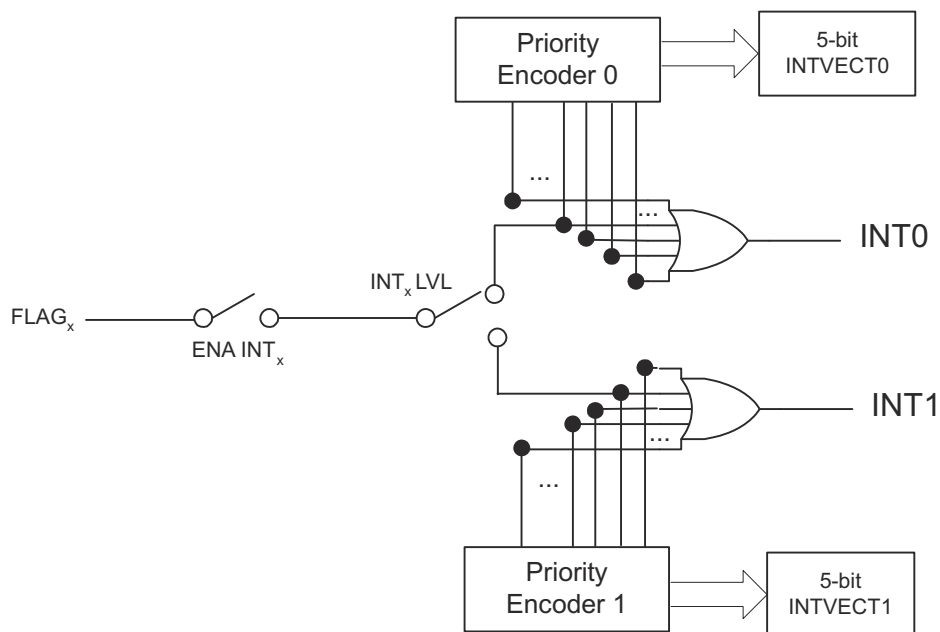 Priority
Encoder 0
5-bit
INTVECT0
...
...
INT0
INTₓ LVL
FLAGₓ
ENA INTₓ
INT1
...
...
Priority
Encoder 1
5-bit
INTVECT1